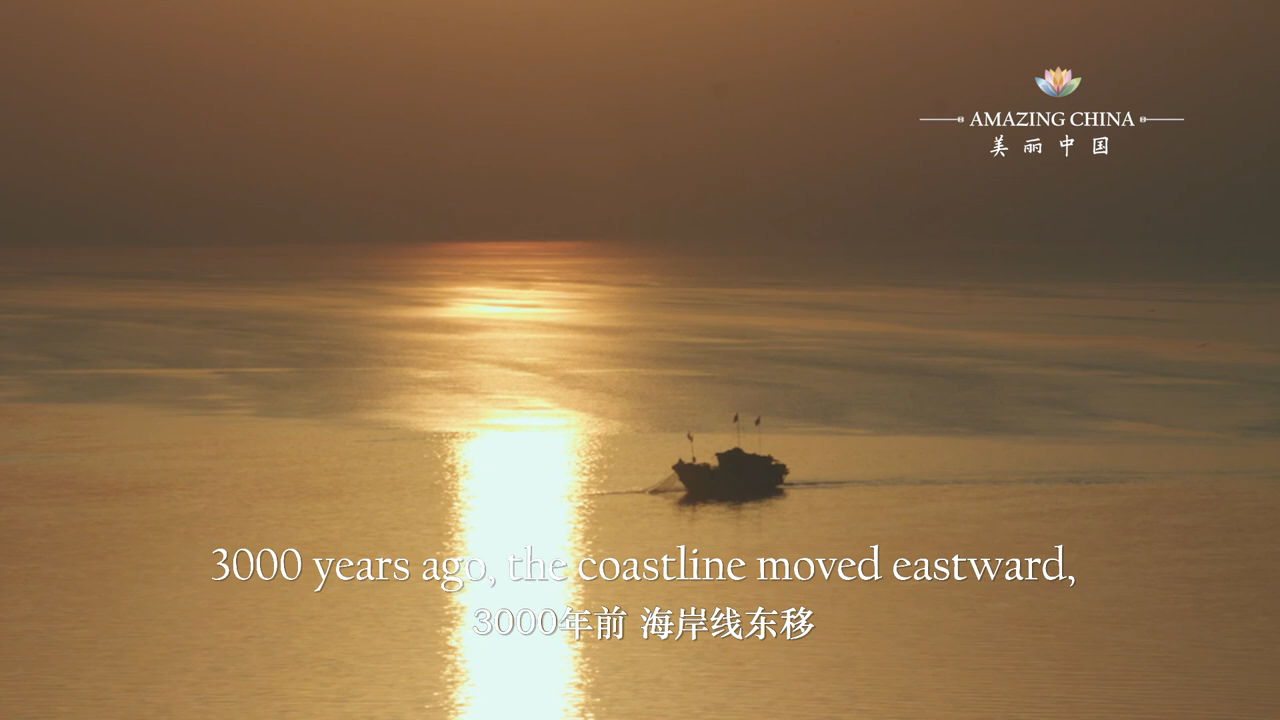 AMAZING CHINA
美丽中国
3000 years ago, the coastline moved eastward,
3000年前 海岸线东移